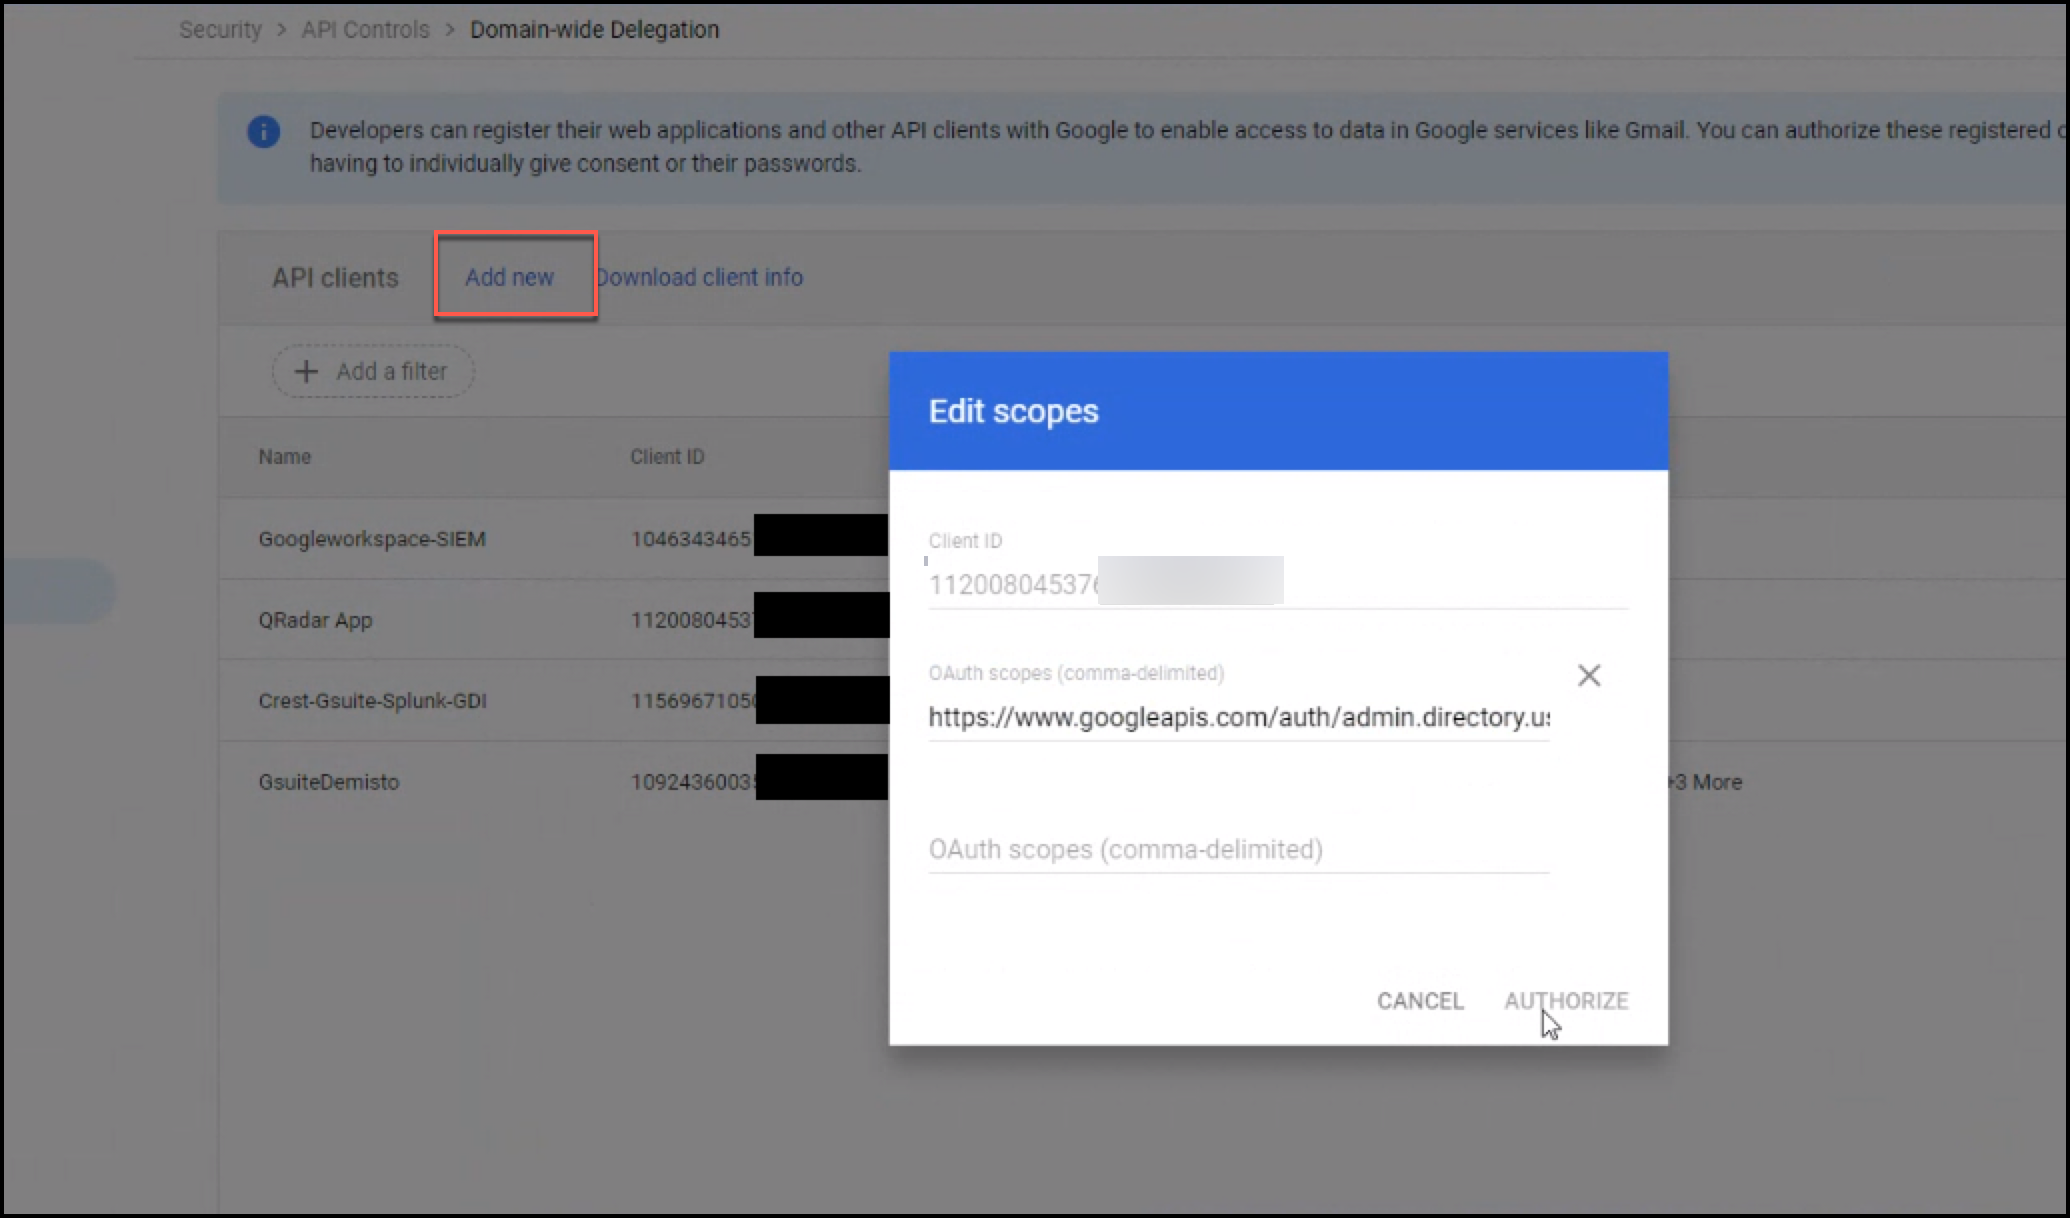 Security > API Controls > Domain-wide Delegation
Developers can register their web applications and other API clients with Google to enable access to data in Google services like Gmail. You can authorize these registered
having to individually give consent or their passwords.
API clients Add new Download client info
+ Add a filter
Name Client ID
Googleworkspace-SIEM 1046343465
QRadar App 1120080453
Crest-Gsuite-Splunk-GDI 1156967105
GsuiteDemisto 1092436003
+3 More
Edit scopes
Client ID
112008045376
OAuth scopes (comma-delimited)
https://www.googleapis.com/auth/admin.directory.us
OAuth scopes (comma-delimited)
CANCEL AUTHORIZE